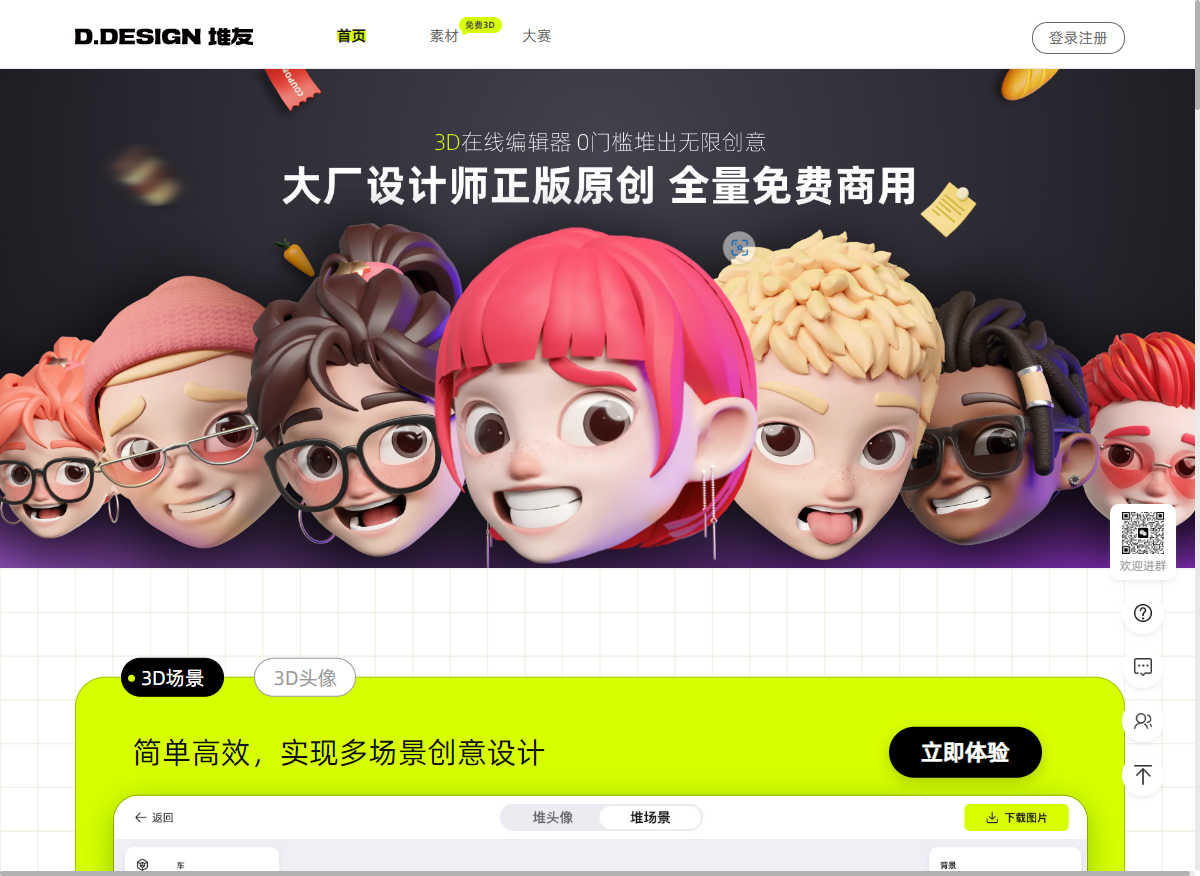 D.DESIGN 堆友
首页
素材
免费3D
大赛
登录注册
COUPON
3D在线编辑器 0门槛堆出无限创意
大厂设计师正版原创 全量免费商用
欢迎进群
3D场景
3D头像
简单高效，实现多场景创意设计
立即体验
返回
堆头像
堆场景
下载图片
车
背景